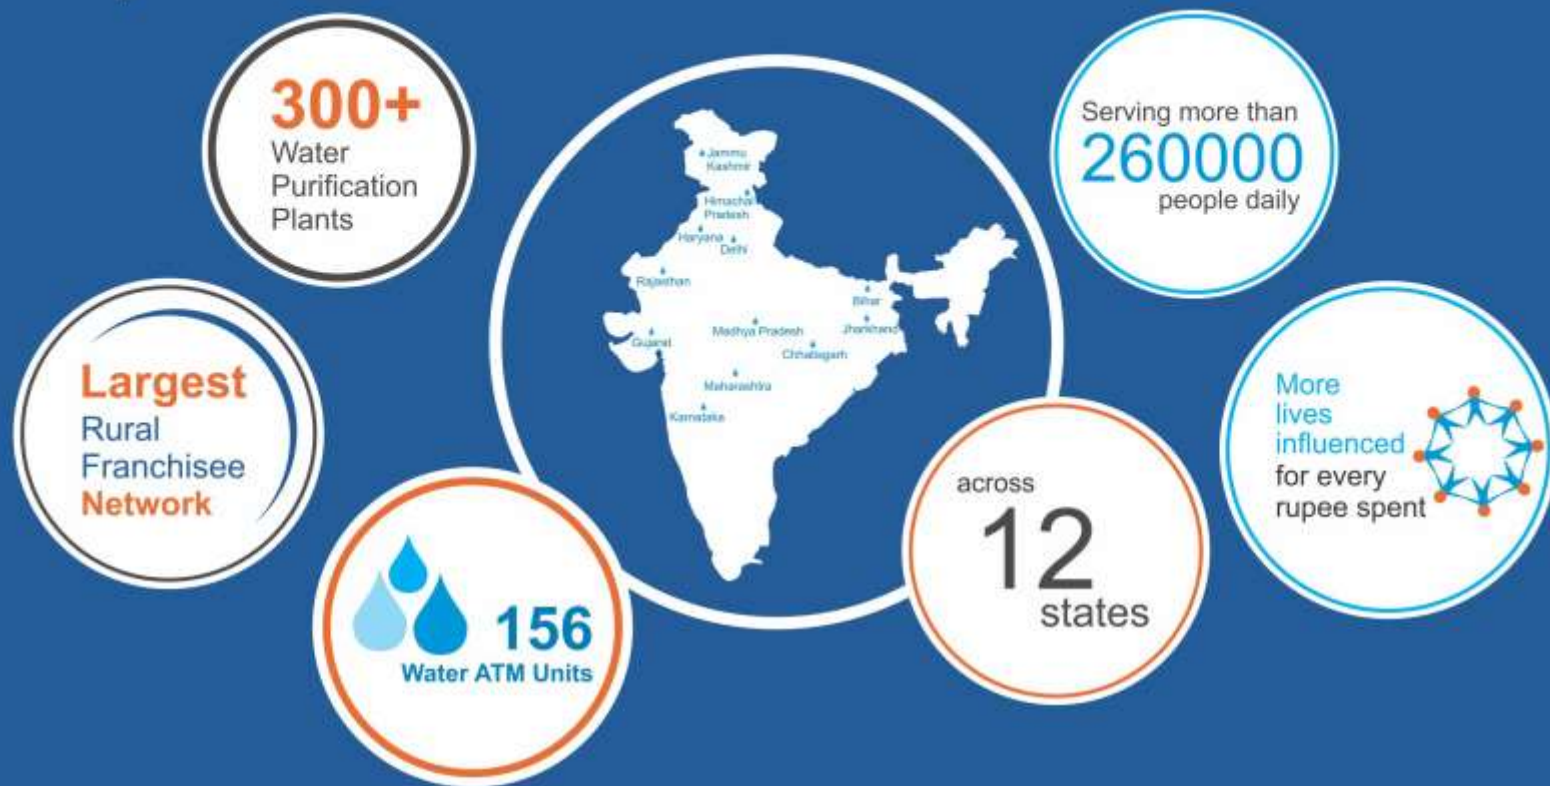 300+
Water
Purification
Plants
Serving more than
260000
people daily
Jammu
Kashmir
Himachal
Pradesh
Haryana
Delhi
Rajasthan
Bihar
Gujarat
Madhya Pradesh
Jharkhand
Chhattisgarh
Maharashtra
Karnataka
Largest
Rural
Franchisee
Network
More
lives
influenced
for every
rupee spent
across
12
states
156
Water ATM Units